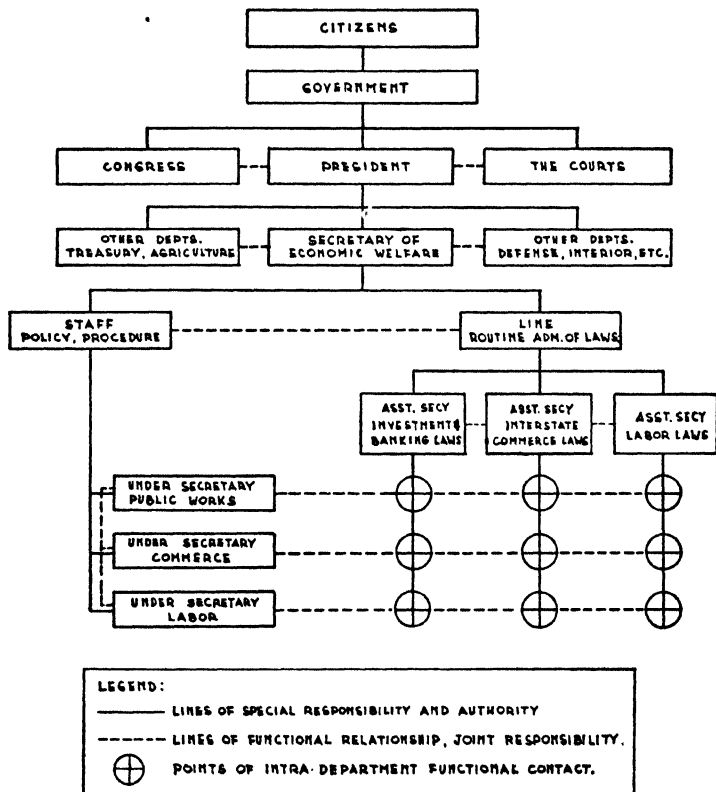 CITIZENS
GOVERNMENT
CONGRESS
PRESIDENT
THE COURTS
OTHER DEPTS.
TREASURY, AGRICULTURE
SECRETARY OF
ECONOMIC WELFARE
OTHER DEPTS.
DEFENSE, INTERIOR, ETC.
STAFF
POLICY, PROCEDURE
LINE
ROUTINE ADM. OF LAWS
ASST. SECY
INVESTMENT &
BANKING LAWS
ASST. SECY
INTERSTATE
COMMERCE LAWS
ASST. SECY
LABOR LAWS
UNDER SECRETARY
PUBLIC WORKS
UNDER SECRETARY
COMMERCE
UNDER SECRETARY
LABOR
LEGEND:
LINES OF SPECIAL RESPONSIBILITY AND AUTHORITY
LINES OF FUNCTIONAL RELATIONSHIP, JOINT RESPONSIBILITY.
POINTS OF INTRA-DEPARTMENT FUNCTIONAL CONTACT.